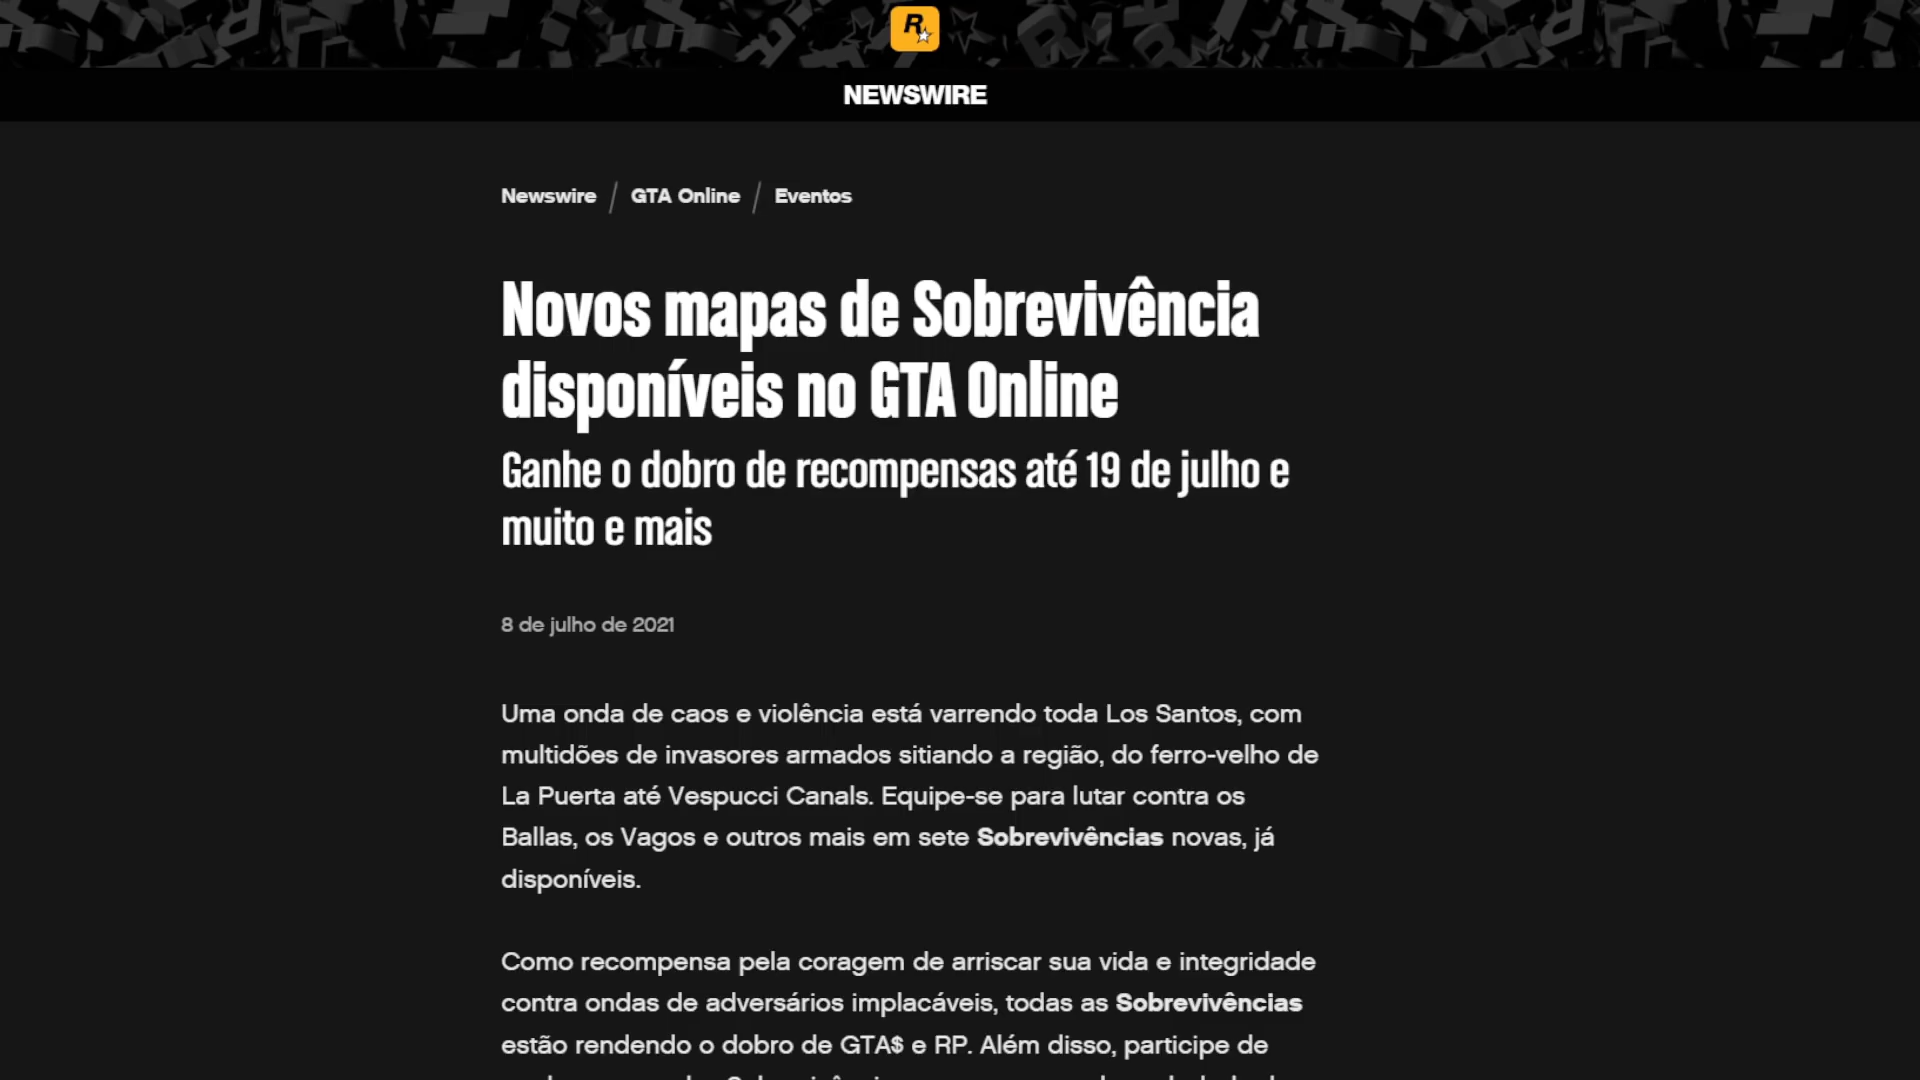 R
NEWSWIRE
Newswire / GTA Online / Eventos
Novos mapas de Sobrevivência
disponíveis no GTA Online
Ganhe o dobro de recompensas até 19 de julho e
muito e mais
8 de julho de 2021
Uma onda de caos e violência está varrendo toda Los Santos, com
multidões de invasores armados sitiando a região, do ferro-velho de
La Puerta até Vespucci Canals. Equipe-se para lutar contra os
Ballas, os Vagos e outros mais em sete Sobrevivências novas, já
disponíveis.
Como recompensa pela coragem de arriscar sua vida e integridade
contra ondas de adversários implacáveis, todas as Sobrevivências
estão rendendo o dobro de GTA$ e RP. Além disso, participe de